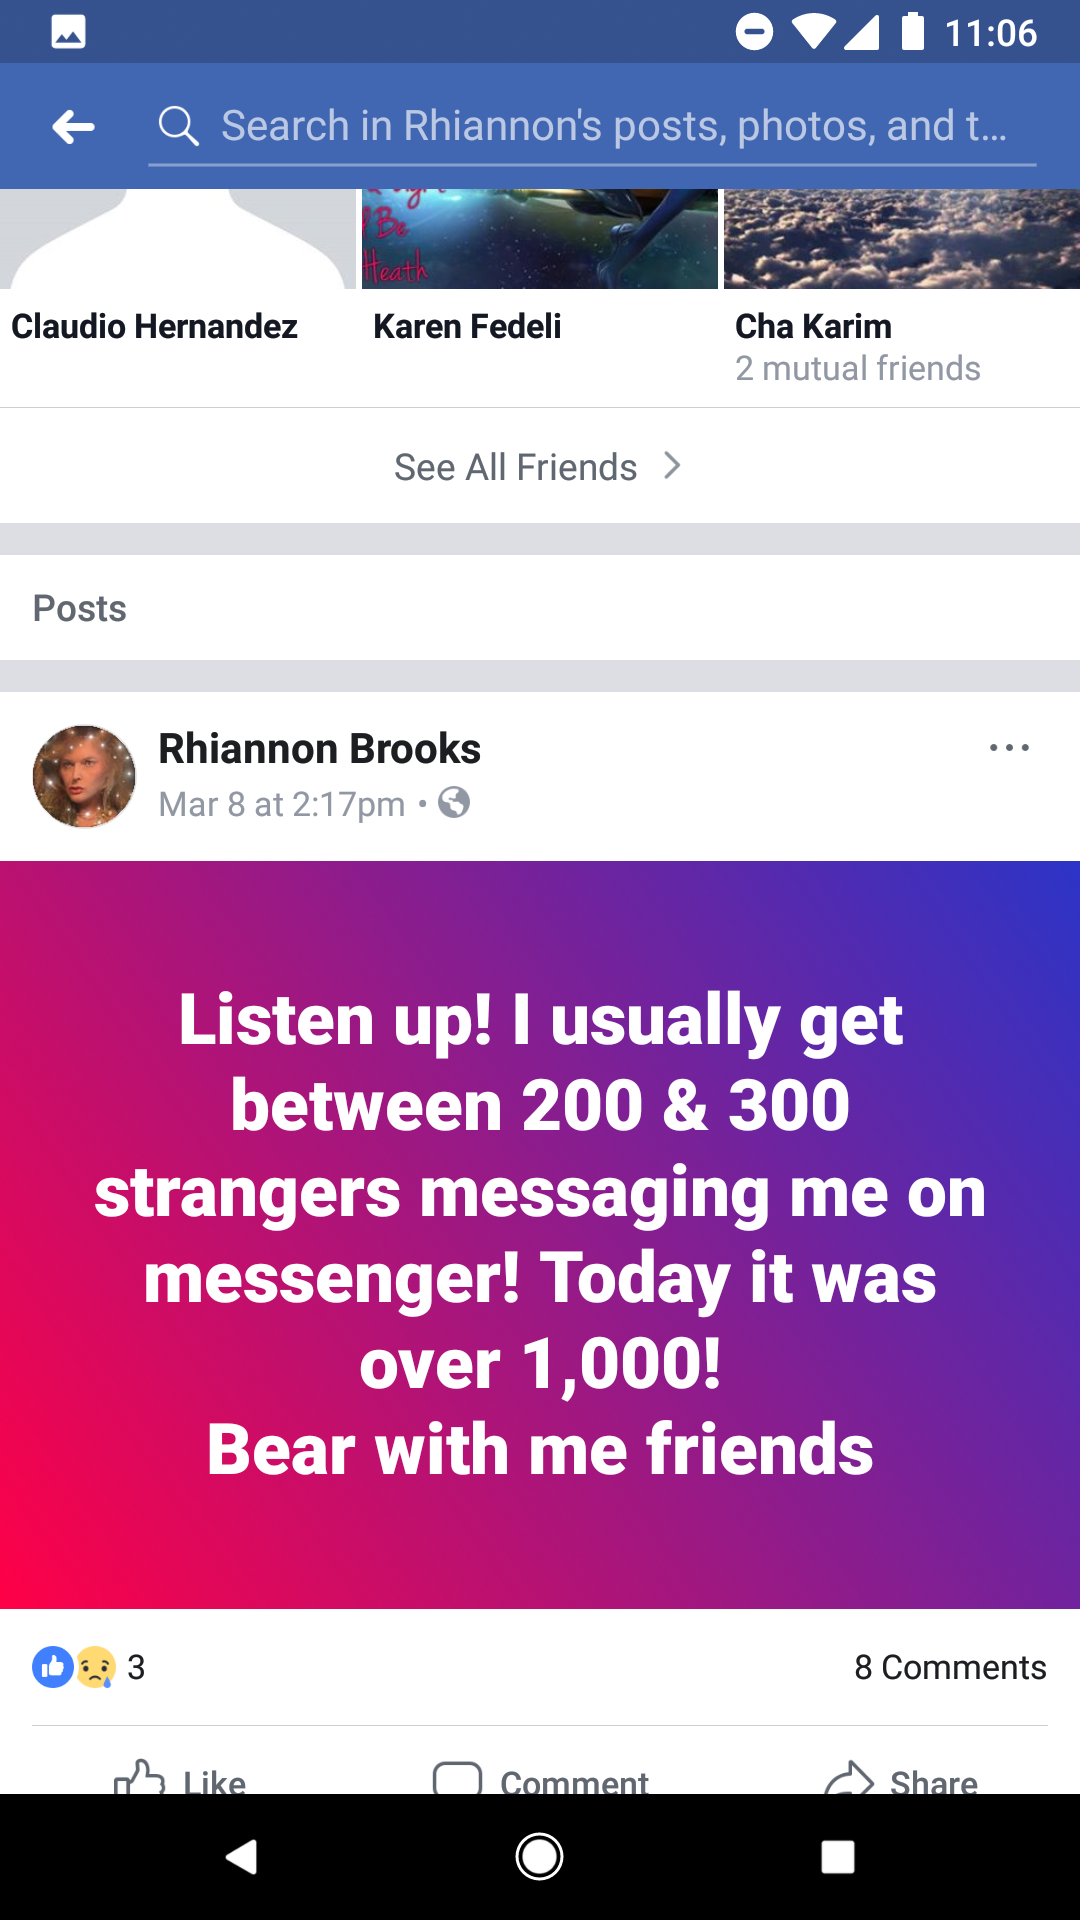 11:06
Search in Rhiannon's posts, photos, and t...
Be
Heath
Claudio Hernandez
Karen Fedeli
Cha Karim
2 mutual friends
See All Friends
Posts
Rhiannon Brooks
Mar 8 at 2:17pm
Listen up! I usually get
between 200 & 300
strangers messaging me on
messenger! Today it was
over 1,000!
Bear with me friends
3
8 Comments
Like
Comment
Share